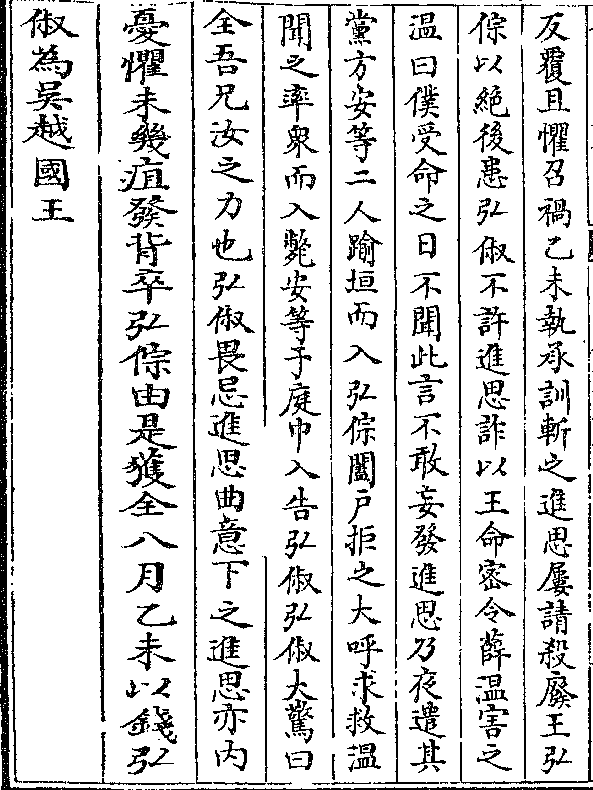 反覆且懼召禍乙未執承訓斬之進思屢請殺廢王弘
倧以絶後患弘俶不許進思詐以王命密令薛温害之
温曰僕受命之日不聞此言不敢妄發進思乃夜遣其
黨方安等二人踰垣而入弘倧闔戸拒之大呼求救温
聞之率衆而入斃安等于庭中入告弘俶弘俶大驚曰
全吾兄汝之力也弘俶畏忌進思曲意下之進思亦内
憂懼未幾疽發背卒弘倧由是獲全八月乙未以錢弘
俶為吳越國王